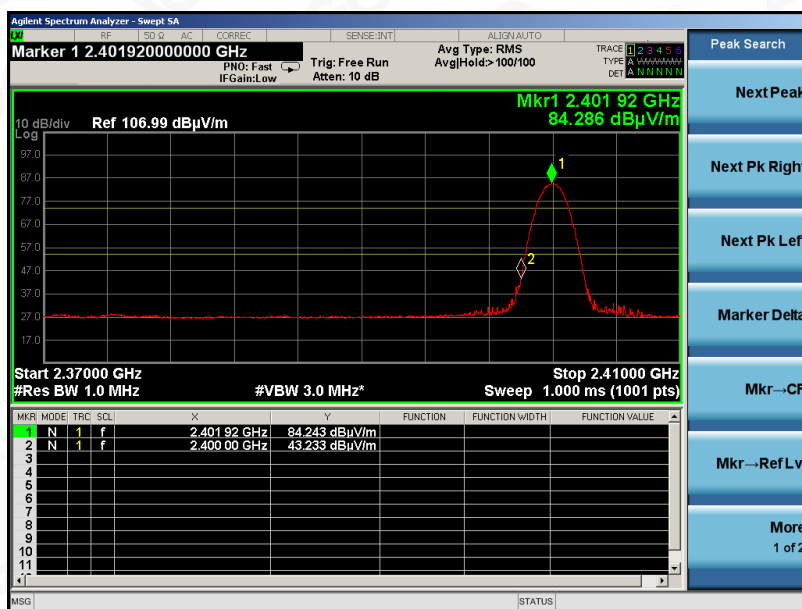 Agilent Spectrum Analyzer - Swept SA
LXI RF 50 Ω AC CORREC SENSE:INT ALIGN AUTO
Marker 1 2.401920000000 GHz
PNO: Fast
IFGain:Low
Trig: Free Run
Atten: 10 dB
Avg Type: RMS
Avg|Hold:>100/100
TRACE 1 2 3 4 5 6
TYPE A WWWWW
DET A N N N N N
Mkr1 2.401 92 GHz
84.286 dBµV/m
10 dB/div Ref 106.99 dBµV/m
Log
97.0
87.0
77.0
67.0
57.0
47.0
37.0
27.0
17.0
1
2
Start 2.37000 GHz Stop 2.41000 GHz
#Res BW 1.0 MHz #VBW 3.0 MHz* Sweep 1.000 ms (1001 pts)
MKR MODE TRC SCL X Y FUNCTION FUNCTION WIDTH FUNCTION VALUE
1 N 1 f 2.401 92 GHz 84.243 dBµV/m
2 N 1 f 2.400 00 GHz 43.233 dBµV/m
3
4
5
6
7
8
9
10
11
MSG STATUS
Peak Search
Next Peak
Next Pk Right
Next Pk Left
Marker Delta
Mkr→CF
Mkr→Ref Lv
More
1 of 2